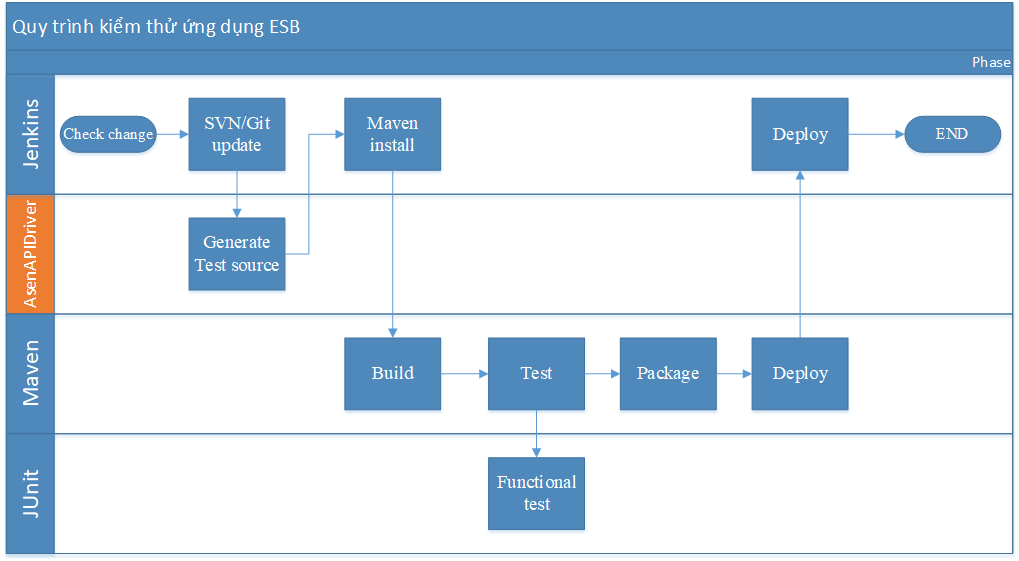 Quy trình kiểm thử ứng dụng ESB
Phase
Jenkins
Check change
SVN/Git
update
Maven
install
Deploy
END
AsenAPIDriver
Generate
Test source
Maven
Build
Test
Package
Deploy
JUnit
Functional
test